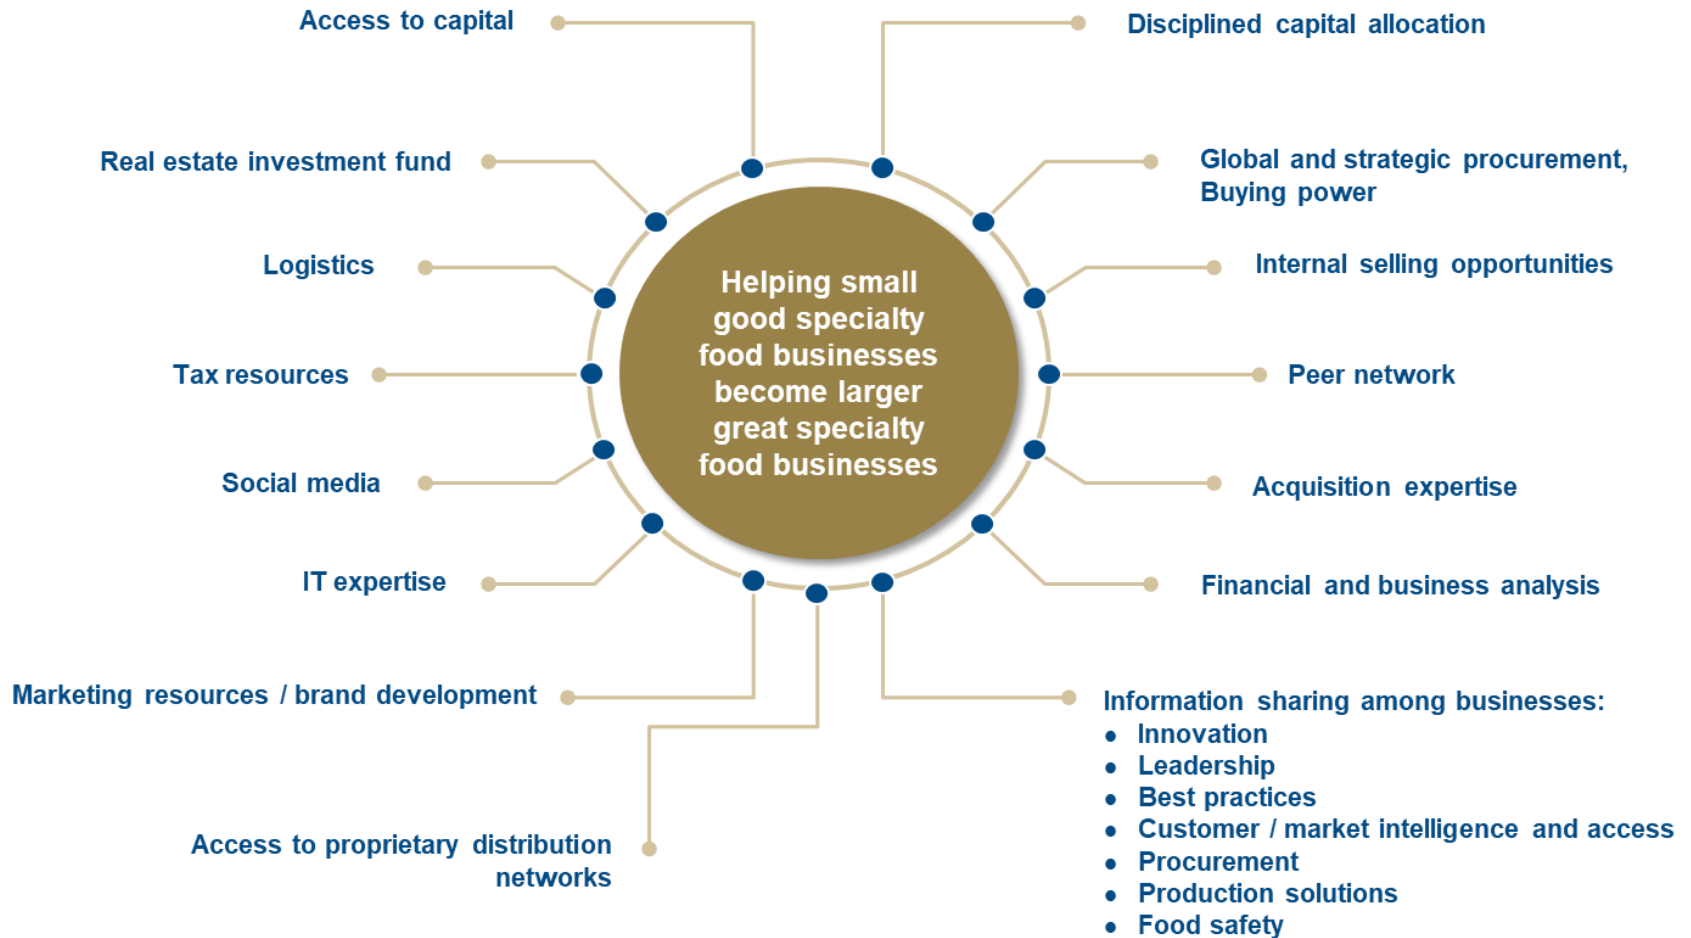 Access to capital
Disciplined capital allocation
Real estate investment fund
Global and strategic procurement,
Buying power
Logistics
Internal selling opportunities
Helping small
good specialty
food businesses
become larger
great specialty
food businesses
Tax resources
Peer network
Social media
Acquisition expertise
IT expertise
Financial and business analysis
Marketing resources / brand development
Information sharing among businesses:
● Innovation
● Leadership
● Best practices
● Customer / market intelligence and access
● Procurement
● Production solutions
● Food safety
Access to proprietary distribution
networks